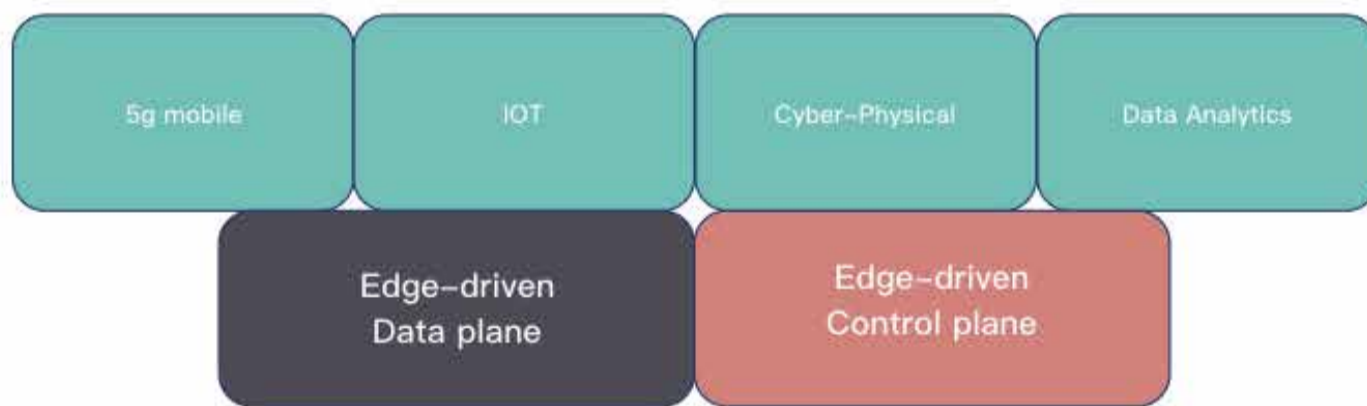 5g mobile
IOT
Cyber-Physical
Data Analytics
Edge-driven
Data plane
Edge-driven
Control plane